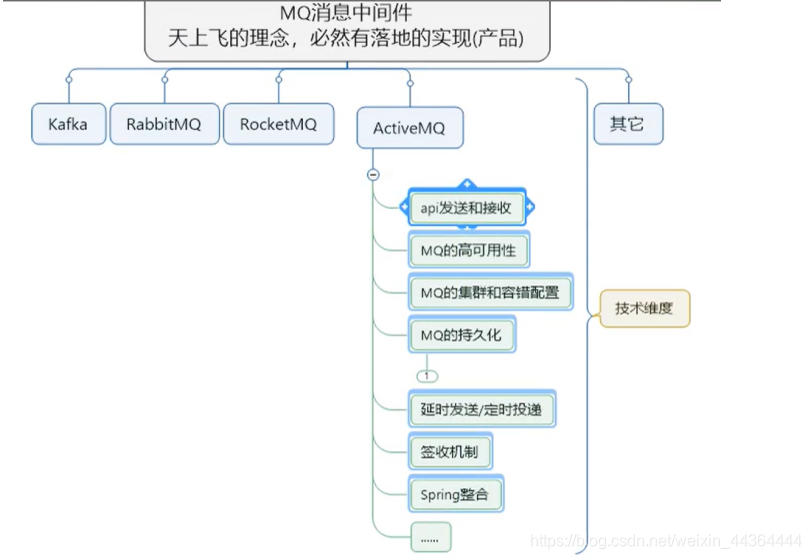 MQ消息中间件
天上飞的理念，必然有落地的实现(产品)
Kafka
RabbitMQ
RocketMQ
ActiveMQ
其它
api发送和接收
MQ的高可用性
MQ的集群和容错配置
MQ的持久化
1
延时发送/定时投递
签收机制
Spring整合
......
技术维度
https://blog.csdn.net/weixin_44364444